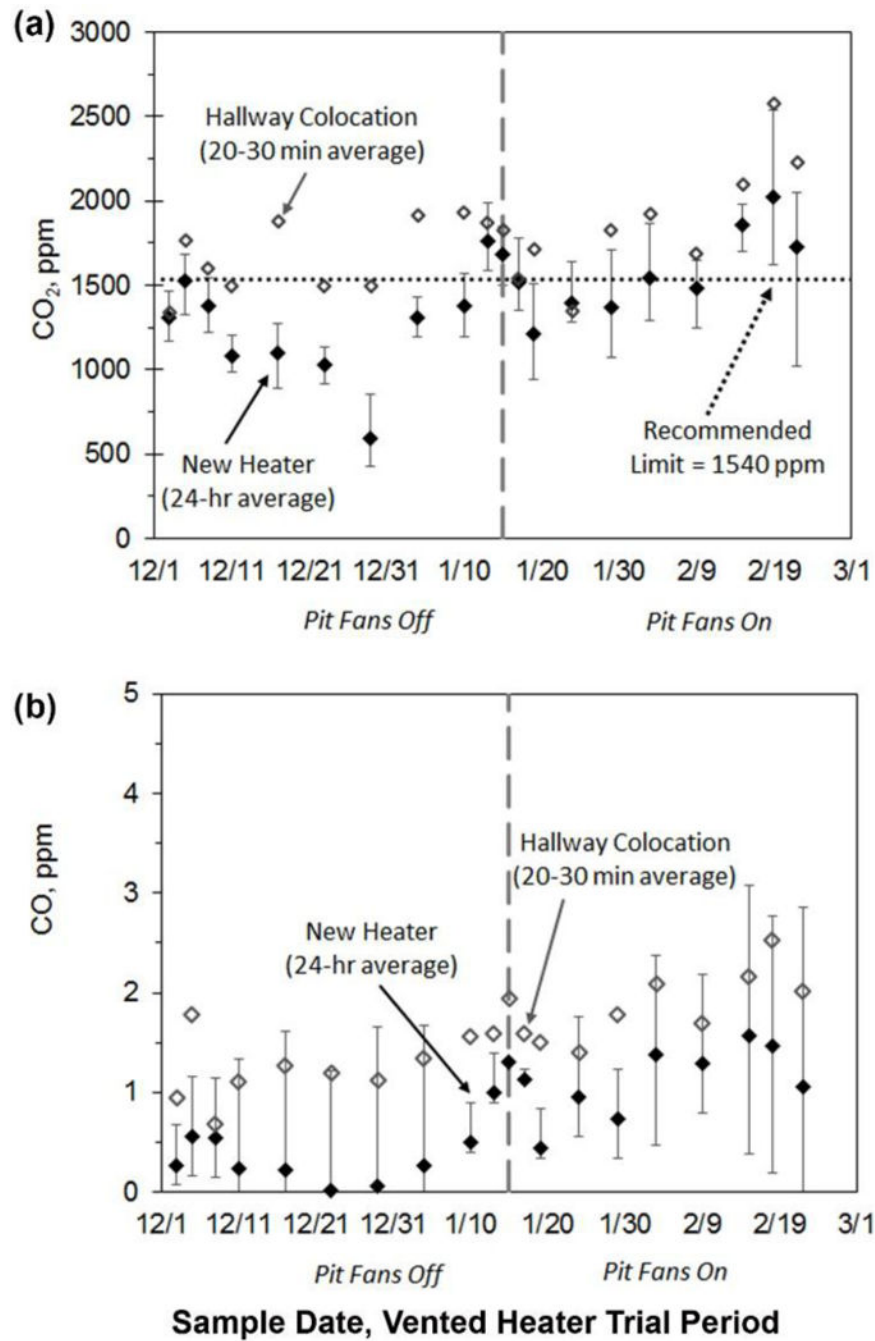 (a)
3000
2500
2000
1500
1000
500
0
CO₂, ppm
Hallway Colocation
(20-30 min average)
New Heater
(24-hr average)
Recommended
Limit = 1540 ppm
12/1 12/11 12/21 12/31 1/10 1/20 1/30 2/9 2/19 3/1
Pit Fans Off Pit Fans On
(b)
5
4
3
2
1
0
CO, ppm
Hallway Colocation
(20-30 min average)
New Heater
(24-hr average)
12/1 12/11 12/21 12/31 1/10 1/20 1/30 2/9 2/19 3/1
Pit Fans Off Pit Fans On
Sample Date, Vented Heater Trial Period